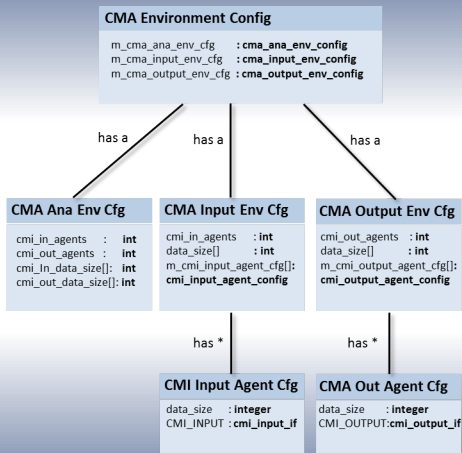 CMA Environment Config
m_cma_ana_env_cfg : cma_ana_env_config
m_cma_input_env_cfg : cma_input_env_config
m_cma_output_env_cfg : cma_output_env_config
has a
has a
has a
CMA Ana Env Cfg
cmi_in_agents : int
cmi_out_agents : int
cmi_In_data_size[]: int
cmi_out_data_size[]: int
CMA Input Env Cfg
cmi_in_agents : int
data_size[] : int
m_cmi_input_agent_cfg[]:
cmi_input_agent_config
CMA Output Env Cfg
cmi_out_agents : int
data_size[] : int
m_cmi_output_agent_cfg[]:
cmi_output_agent_config
has *
has *
CMI Input Agent Cfg
data_size : integer
CMI_INPUT : cmi_input_if
CMA Out Agent Cfg
data_size : integer
CMI_OUTPUT:cmi_output_if